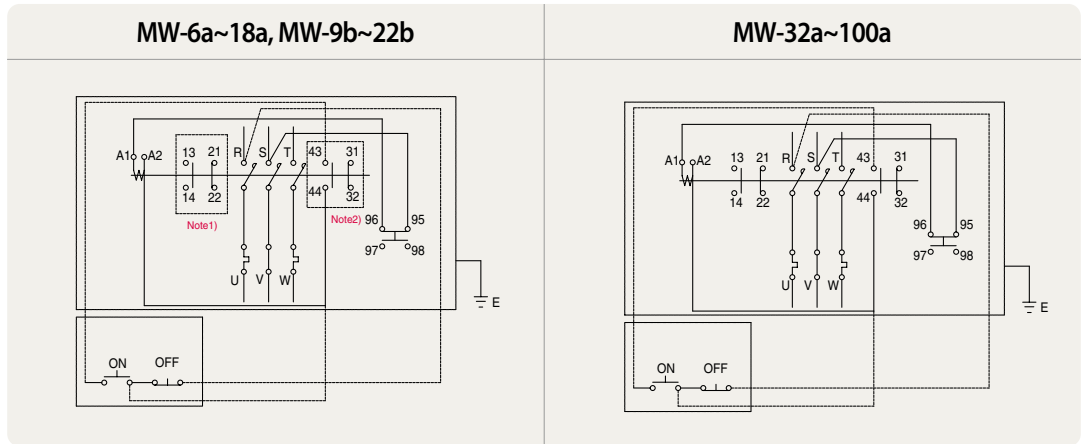 MW-6a~18a, MW-9b~22b
MW-32a~100a
A1 A2 13 21 R S T 43 31
14 22 44 32
Note1) Note2) 96 95
97 98
U V W
E
ON OFF
A1 A2 13 21 R S T 43 31
14 22 44 32
96 95
97 98
U V W
E
ON OFF